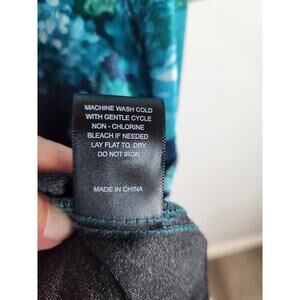 MACHINE WASH COLD
WITH GENTLE CYCLE
NON - CHLORINE
BLEACH IF NEEDED
LAY FLAT TO DRY
DO NOT IRON
MADE IN CHINA